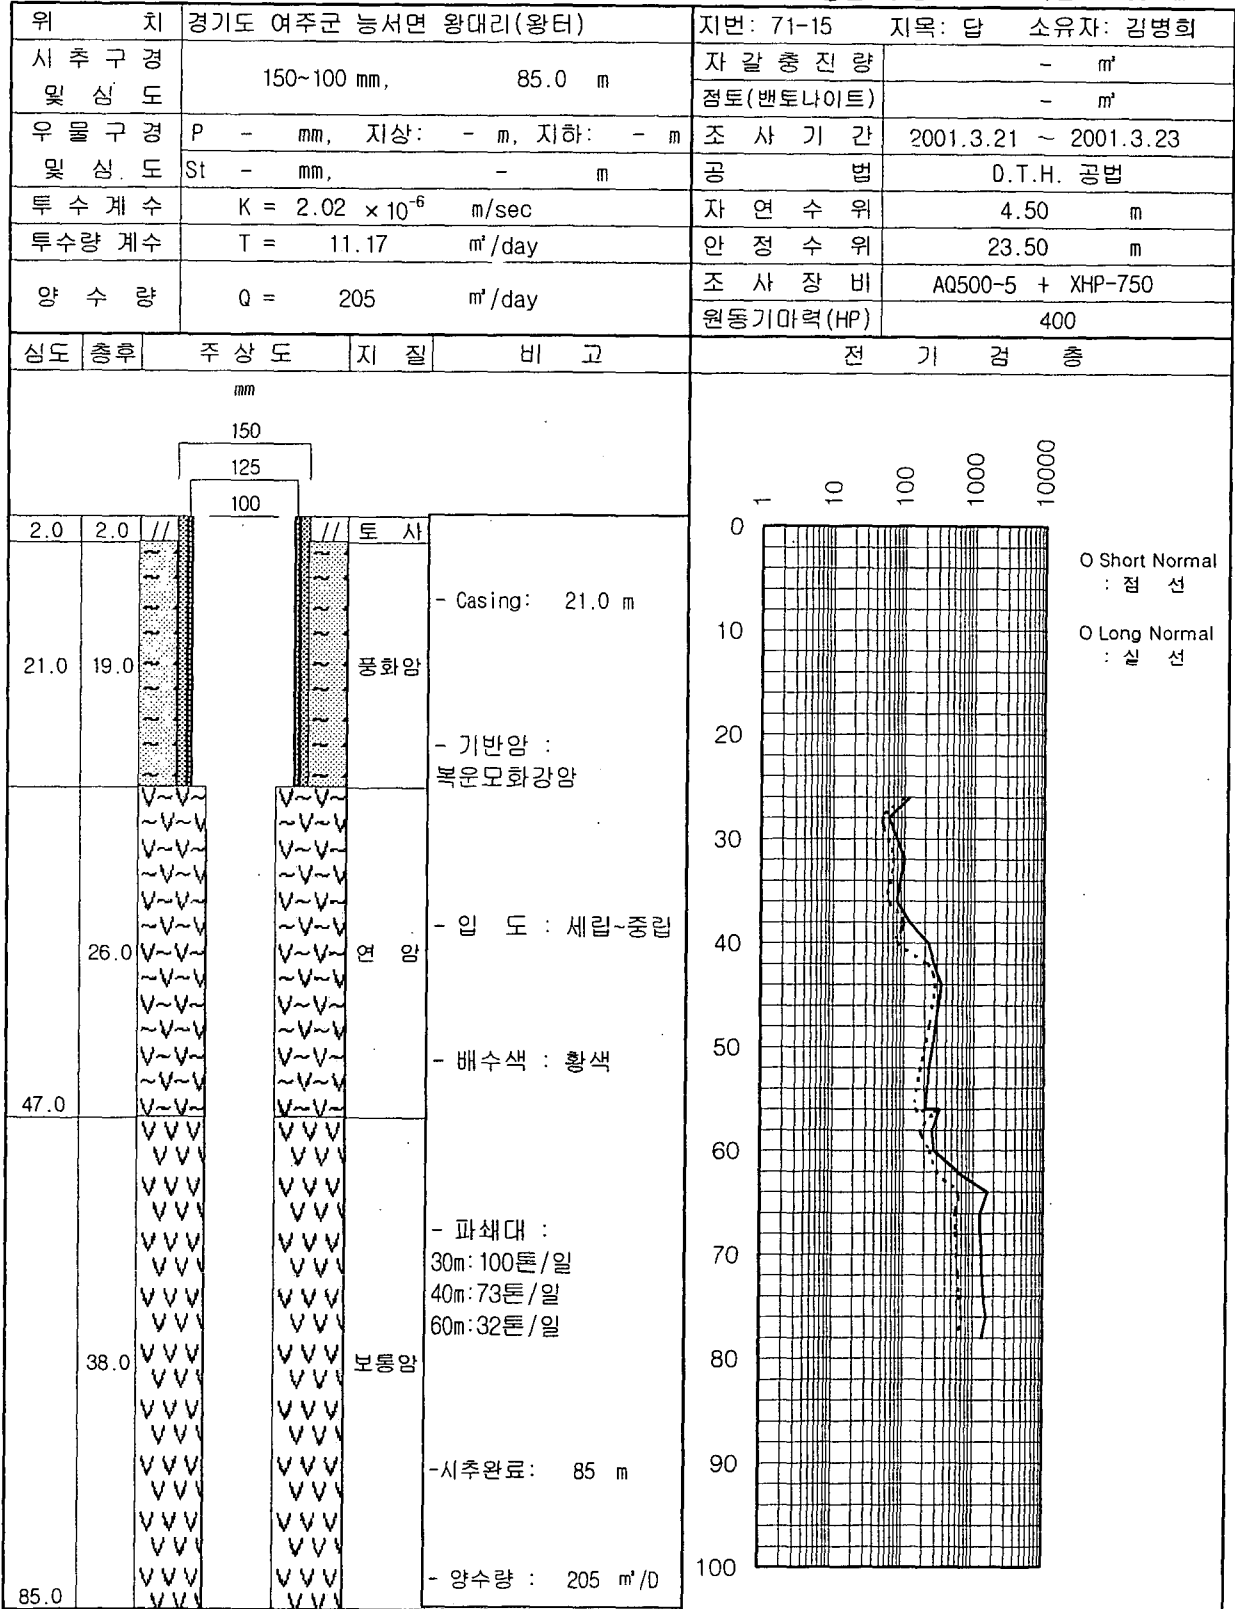 위 치 경기도 여주군 능서면 왕대리(왕터) 지번: 71-15 지목: 답 소유자: 김병희
시 추 구 경 및 심 도 150~100 mm, 85.0 m
자 갈 충 진 량 - ㎥
점토(밴토나이트) - ㎥
우 물 구 경 및 심 도 P - mm, 지상: - m, 지하: - m
St - mm, - m
조 사 기 간 2001.3.21 ~ 2001.3.23
공 법 D.T.H. 공법
투 수 계 수 K = 2.02 × 10⁻⁶ m/sec
자 연 수 위 4.50 m
투수량 계수 T = 11.17 ㎡/day
안 정 수 위 23.50 m
양 수 량 Q = 205 ㎥/day
조 사 장 비 AQ500-5 + XHP-750
원동기마력(HP) 400
심도 층후 주 상 도 지 질 비 고 전 기 검 층
mm
150
125
100
2.0 2.0 토 사
- Casing: 21.0 m
21.0 19.0 풍화암
- 기반암 :
복운모화강암
26.0 연 암
- 입 도 : 세립~중립
- 배수색 : 황색
47.0
- 파쇄대 :
30m:100톤/일
40m:73톤/일
60m:32톤/일
38.0 보통암
-시추완료: 85 m
- 양수량 : 205 ㎥/D
85.0
1 10 100 1000 10000
0
10
20
30
40
50
60
70
80
90
100
O Short Normal
: 점 선
O Long Normal
: 실 선